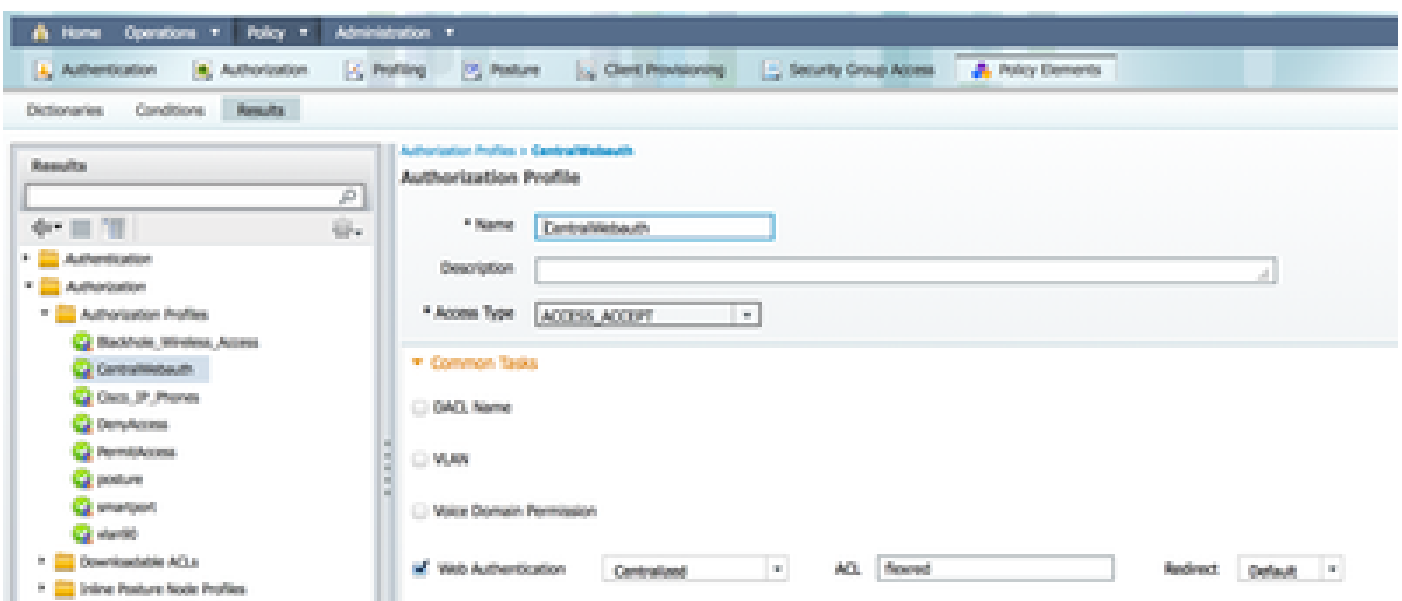 Home Operations Policy Administration
Authentication Authorization Profiling Posture Client Provisioning Security Group Access Policy Elements
Dictionaries Conditions Results
Results
Authentication
Authorization
Authorization Profiles
Blackhole_Wireless_Access
CentralWebauth
Cisco_IP_Phones
DenyAccess
PermitAccess
posture
smartport
vlan90
Downloadable ACLs
Inline Posture Node Profiles
Authorization Profiles > CentralWebauth
Authorization Profile
* Name CentralWebauth
Description
* Access Type ACCESS_ACCEPT
Common Tasks
DACL Name
VLAN
Voice Domain Permission
Web Authentication Centralized ACL flexred Redirect Default